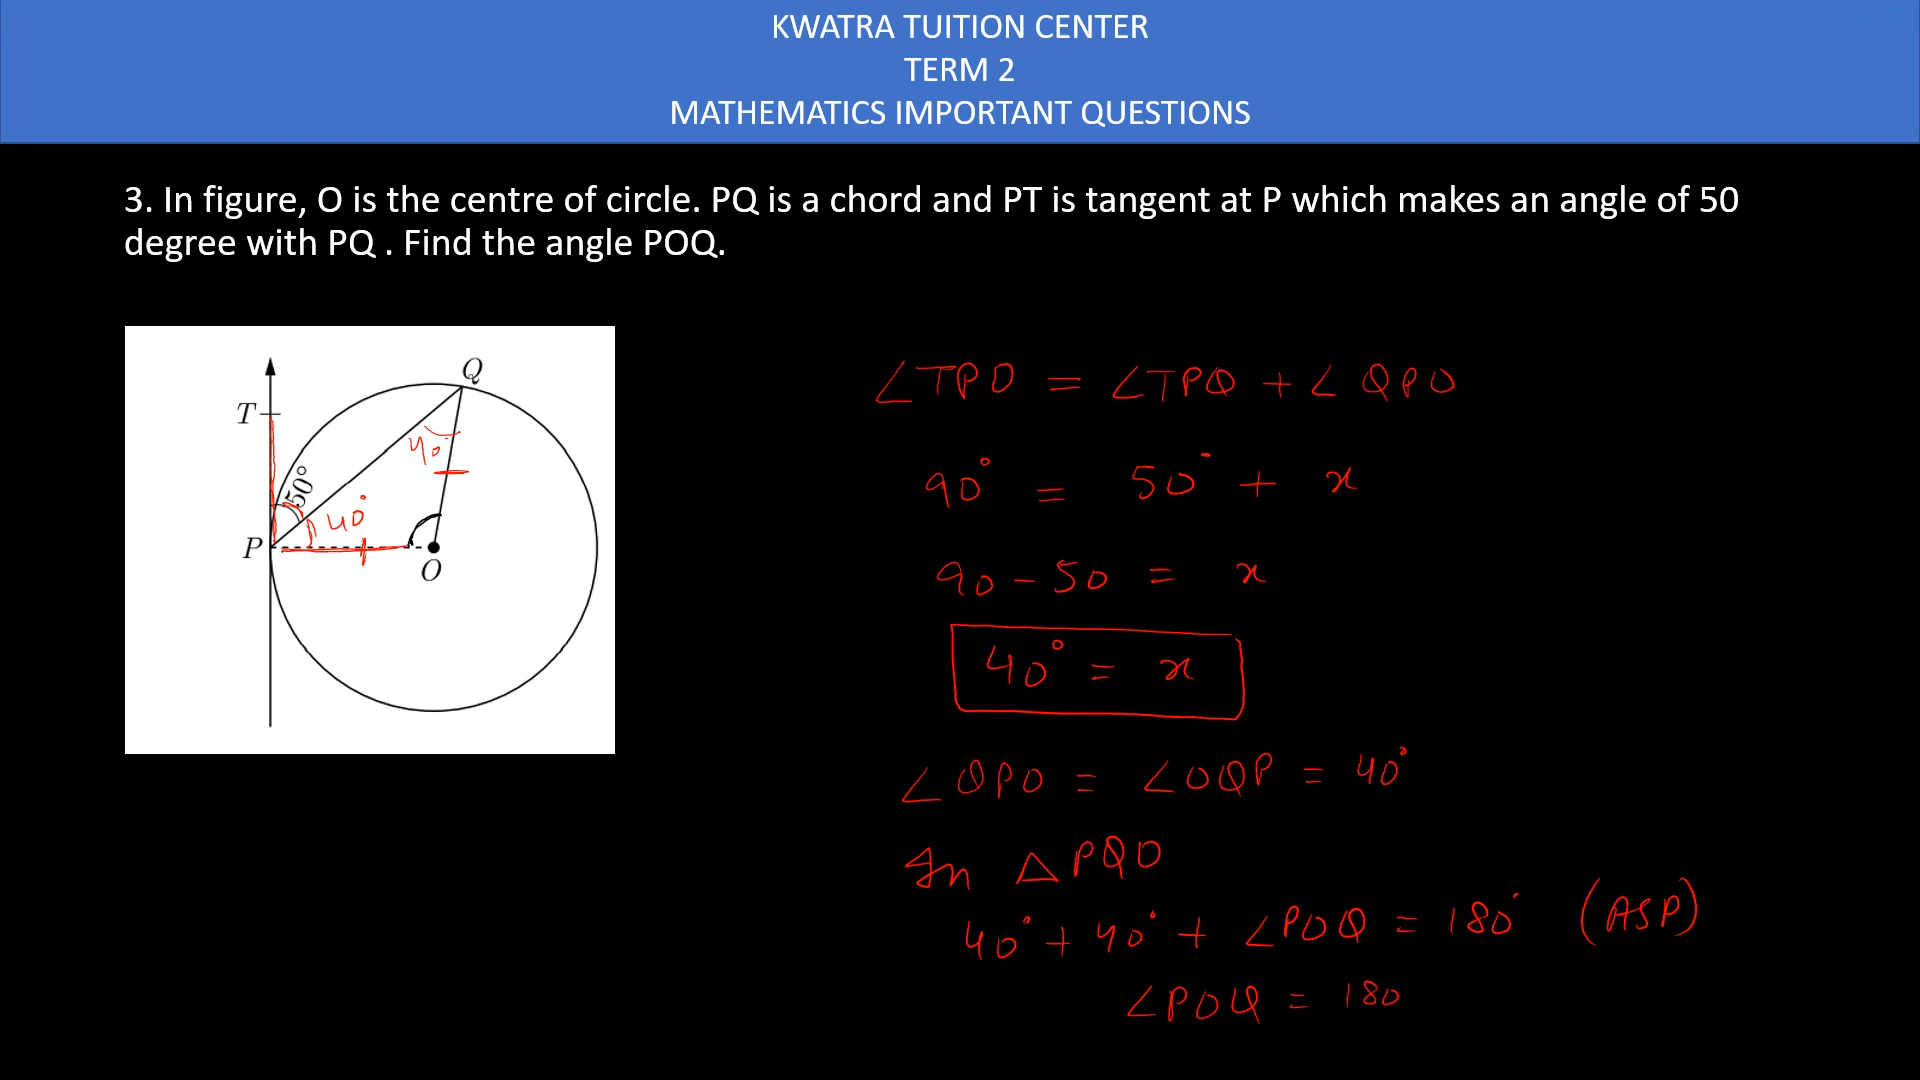 KWATRA TUITION CENTER
TERM 2
MATHEMATICS IMPORTANT QUESTIONS
3. In figure, O is the centre of circle. PQ is a chord and PT is tangent at P which makes an angle of 50
degree with PQ . Find the angle POQ.
Q
T
40°
50°
40°
P
O
∠TPO = ∠TPQ + ∠QPO
90° = 50° + x
90 - 50 = x
40° = x
∠QPO = ∠OQP = 40°
In △PQO
40° + 40° + ∠POQ = 180° (ASP)
∠POQ = 180